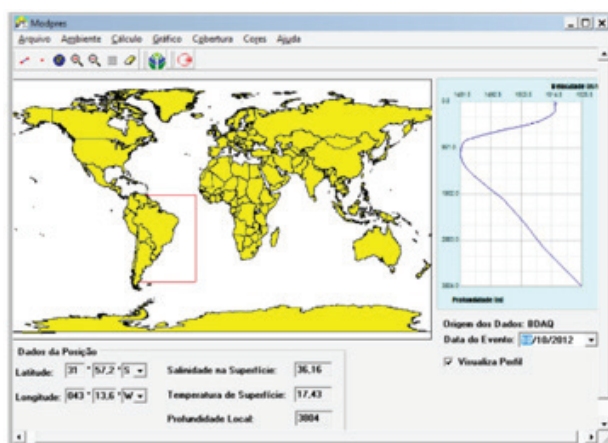 Modpres
Arquivo Ambiente Cálculo Gráfico Cobertura Cores Ajuda
0.0
Profundidade (m)
Origem dos Dados: BDAQ
Data do Evento: /10/2012
Visualiza Perfil
Dados da Posição
Latitude: 31 ° 57,2 ' S
Salinidade na Superfície: 36,16
Longitude: 043 ° 13,6 ' W
Temperatura de Superfície: 17,43
Profundidade Local: 3804